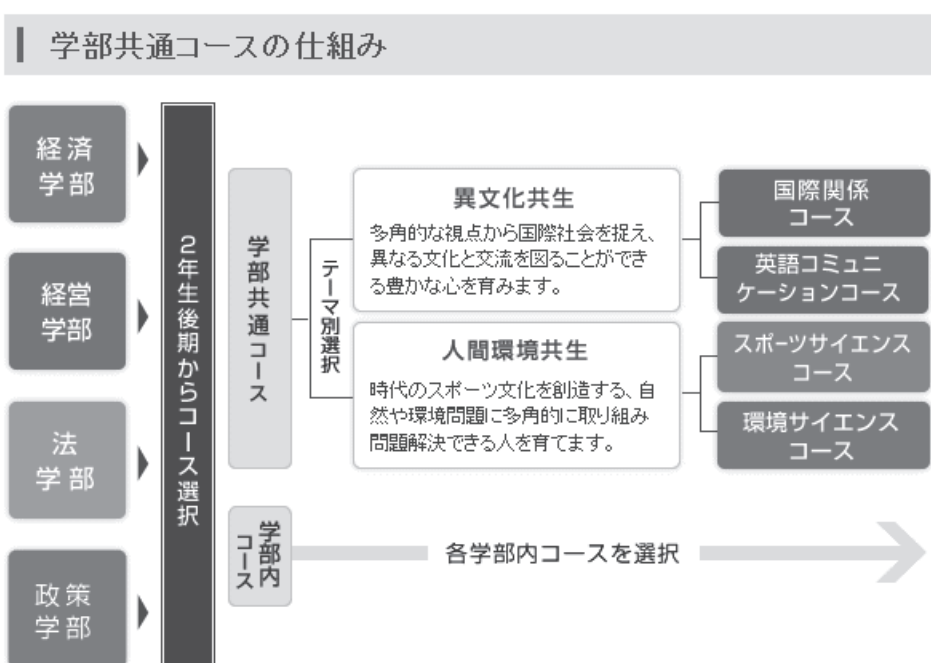 学部共通コースの仕組み
経済
学部
経営
学部
法
学部
政策
学部
2年生後期からコース選択
学部共通コース
テーマ別選択
異文化共生
多角的な視点から国際社会を捉え、
異なる文化と交流を図ることができ
る豊かな心を育みます。
国際関係
コース
英語コミュニ
ケーションコース
人間環境共生
時代のスポーツ文化を創造する、自
然や環境問題に多角的に取り組み
問題解決できる人を育てます。
スポーツサイエンス
コース
環境サイエンス
コース
学部内
コース
各学部内コースを選択